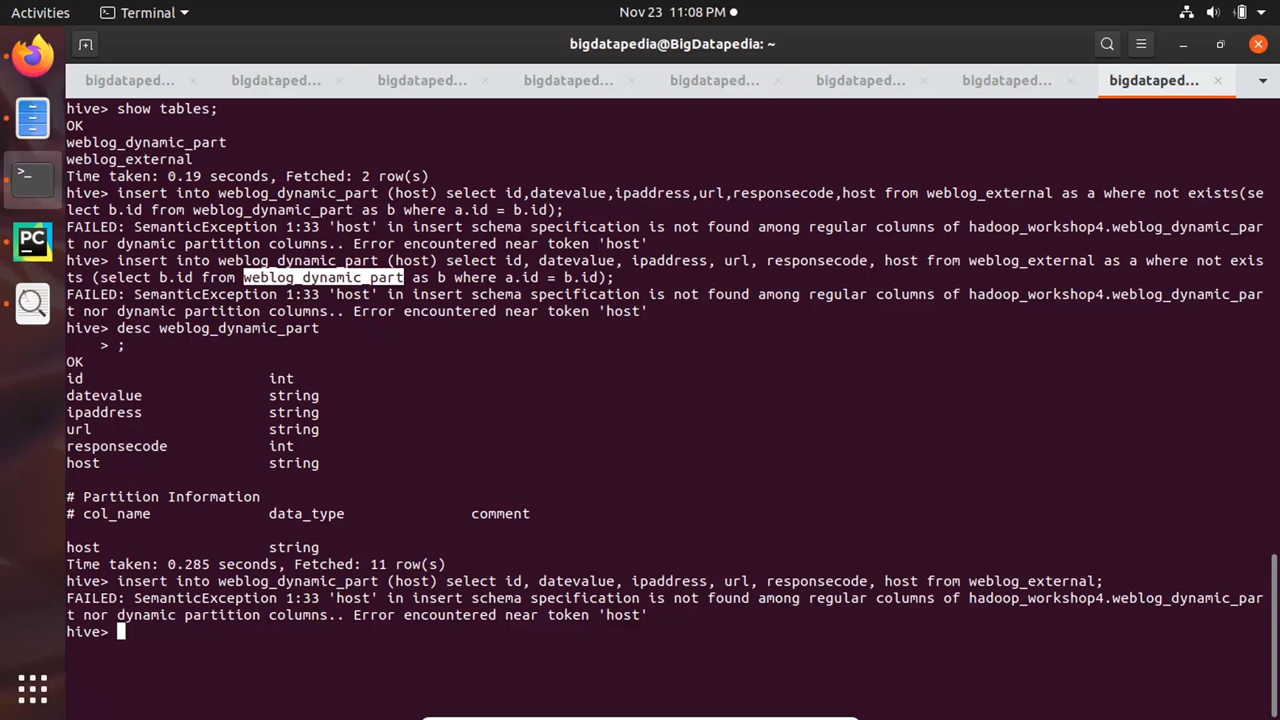 Activities
Terminal
Nov 23 11:08 PM
bigdatapedia@BigDatapedia: ~
bigdataped...
bigdataped...
bigdataped...
bigdataped...
bigdataped...
bigdataped...
bigdataped...
bigdataped...
hive> show tables;
OK
weblog_dynamic_part
weblog_external
Time taken: 0.19 seconds, Fetched: 2 row(s)
hive> insert into weblog_dynamic_part (host) select id,datevalue,ipaddress,url,responsecode,host from weblog_external as a where not exists(se
lect b.id from weblog_dynamic_part as b where a.id = b.id);
FAILED: SemanticException 1:33 'host' in insert schema specification is not found among regular columns of hadoop_workshop4.weblog_dynamic_par
t nor dynamic partition columns.. Error encountered near token 'host'
hive> insert into weblog_dynamic_part (host) select id, datevalue, ipaddress, url, responsecode, host from weblog_external as a where not exis
ts (select b.id from weblog_dynamic_part as b where a.id = b.id);
FAILED: SemanticException 1:33 'host' in insert schema specification is not found among regular columns of hadoop_workshop4.weblog_dynamic_par
t nor dynamic partition columns.. Error encountered near token 'host'
hive> desc weblog_dynamic_part
> ;
OK
id int
datevalue string
ipaddress string
url string
responsecode int
host string
# Partition Information
# col_name data_type comment
host string
Time taken: 0.285 seconds, Fetched: 11 row(s)
hive> insert into weblog_dynamic_part (host) select id, datevalue, ipaddress, url, responsecode, host from weblog_external;
FAILED: SemanticException 1:33 'host' in insert schema specification is not found among regular columns of hadoop_workshop4.weblog_dynamic_par
t nor dynamic partition columns.. Error encountered near token 'host'
hive>
PC